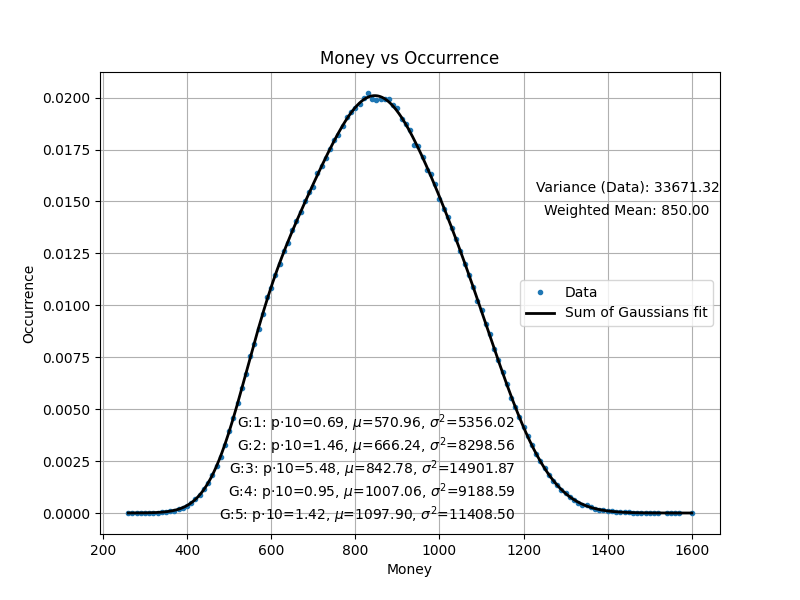 Money vs Occurrence
0.0200
0.0175
Variance (Data): 33671.32
0.0150
Weighted Mean: 850.00
0.0125
Occurrence
0.0100
Data
Sum of Gaussians fit
0.0075
0.0050
G:1: p·10=0.69, μ=570.96, σ²=5356.02
G:2: p·10=1.46, μ=666.24, σ²=8298.56
0.0025
G:3: p·10=5.48, μ=842.78, σ²=14901.87
G:4: p·10=0.95, μ=1007.06, σ²=9188.59
0.0000
G:5: p·10=1.42, μ=1097.90, σ²=11408.50
200 400 600 800 1000 1200 1400 1600
Money